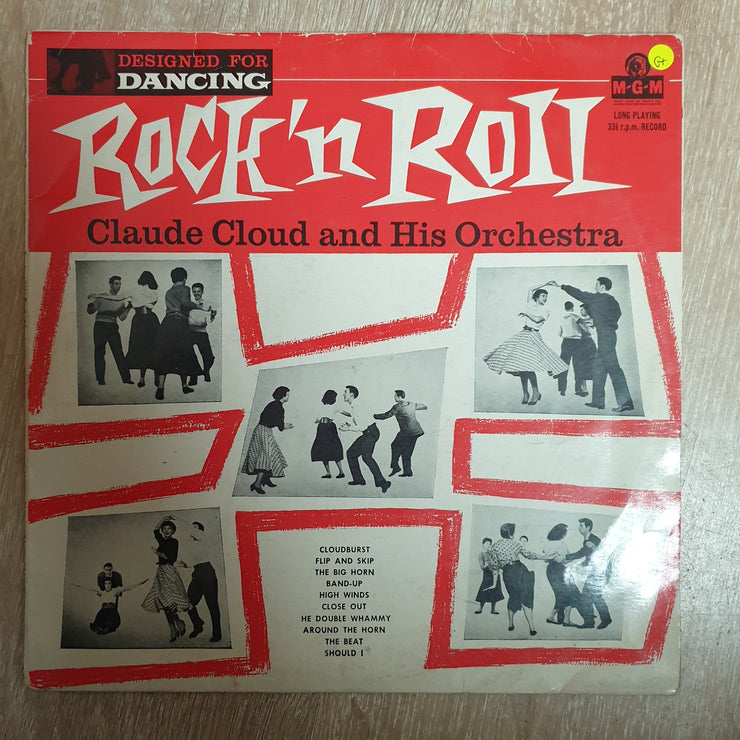 DESIGNED FOR
DANCING
G+
M-G-M
LONG PLAYING
33⅓ r.p.m. RECORD
ROCK 'n ROLL
Claude Cloud and His Orchestra
CLOUDBURST
FLIP AND SKIP
THE BIG HORN
BAND-UP
HIGH WINDS
CLOSE OUT
HE DOUBLE WHAMMY
AROUND THE HORN
THE BEAT
SHOULD I